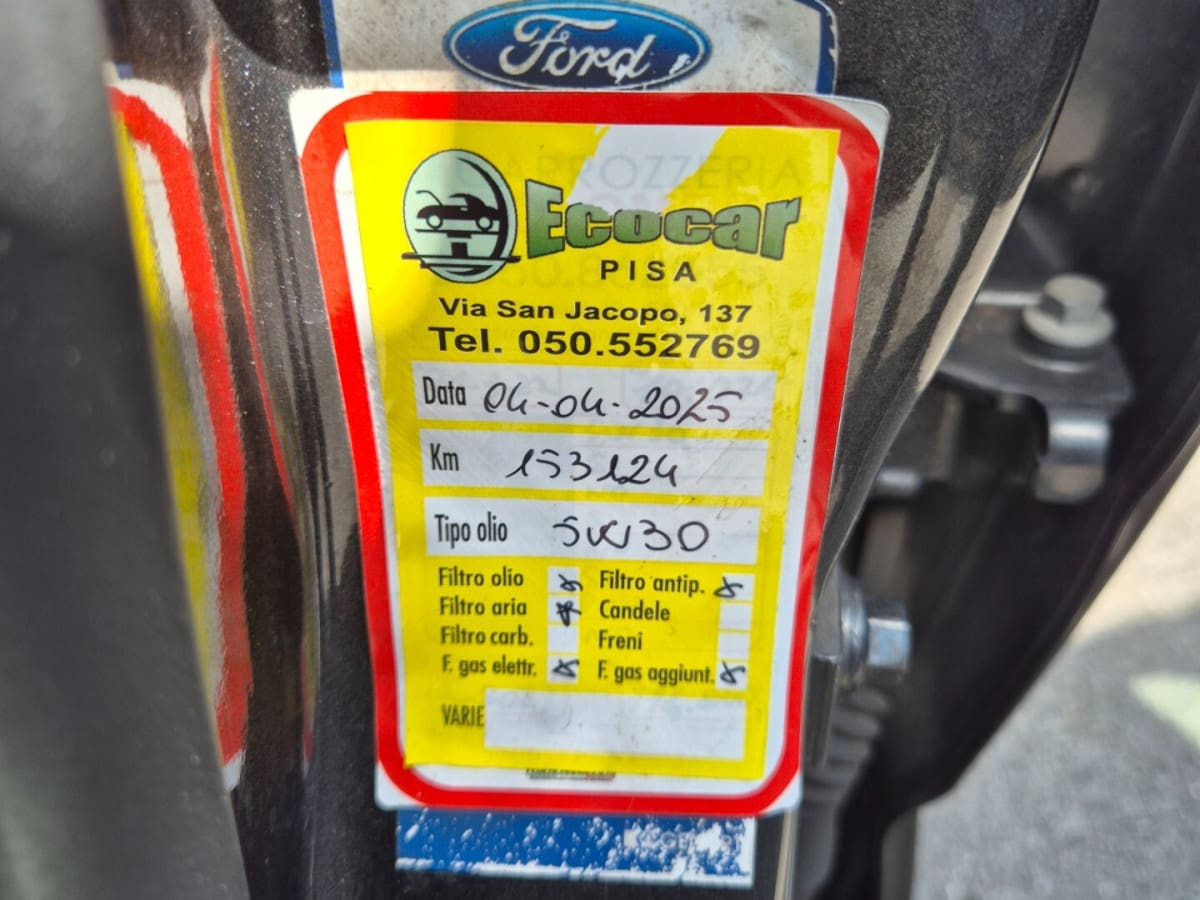 Ford
Ecocar
PISA
Via San Jacopo, 137
Tel. 050.552769
Data 04-04-2025
Km 153124
Tipo olio 5W30
Filtro olio x Filtro antip. x
Filtro aria x Candele
Filtro carb. Freni
F. gas elettr. x F. gas aggiunt. x
VARIE